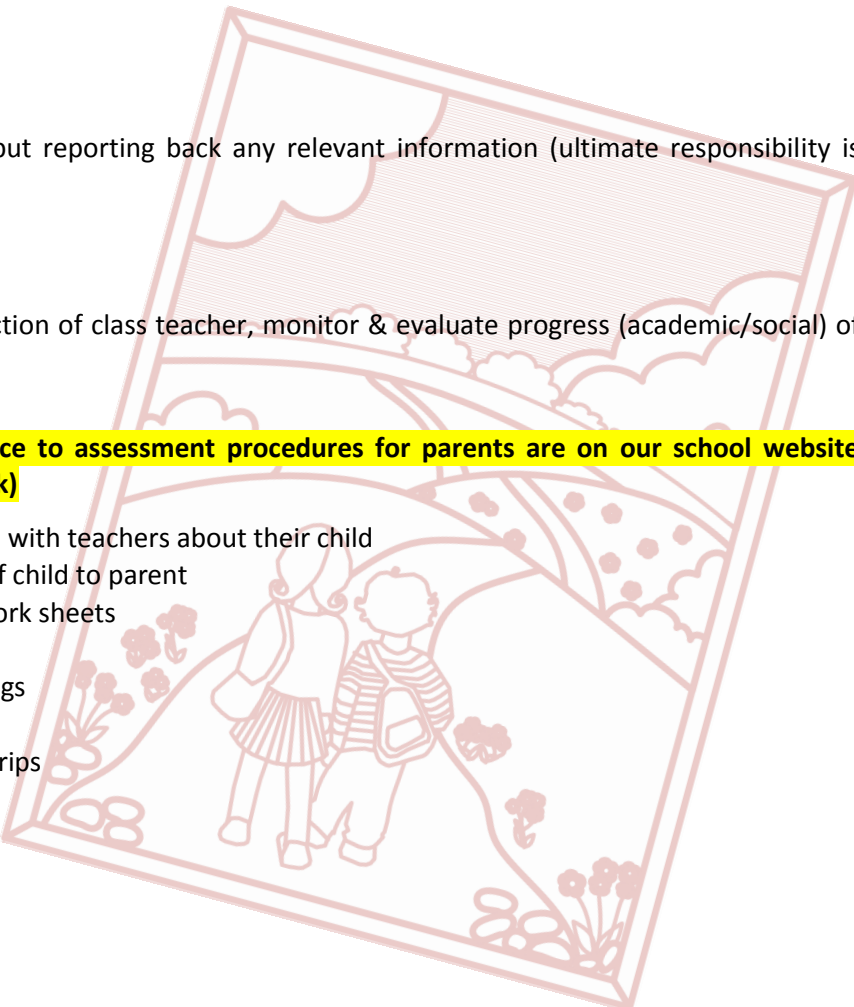 but reporting back any relevant information (ultimate responsibility is
ction of class teacher, monitor & evaluate progress (academic/social) of
ce to assessment procedures for parents are on our school website
k)
with teachers about their child
f child to parent
ork sheets
gs
rips